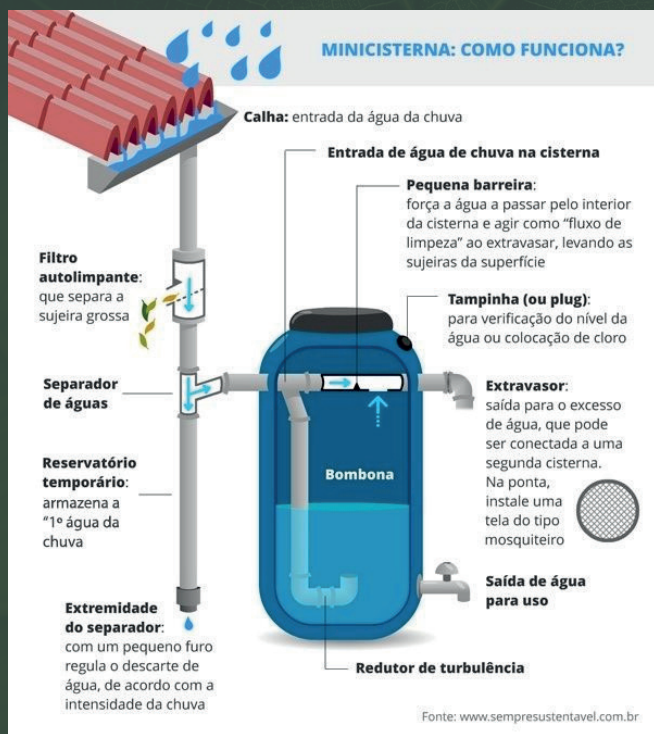 MINICISTERNA: COMO FUNCIONA?
Calha: entrada da água da chuva
Entrada de água de chuva na cisterna
Pequena barreira:
força a água a passar pelo interior
da cisterna e agir como “fluxo de
limpeza” ao extravasar, levando as
sujeiras da superfície
Filtro
autolimpante:
que separa a
sujeira grossa
Tampinha (ou plug):
para verificação do nível da
água ou colocação de cloro
Separador
de águas
Extravasor:
saída para o excesso
de água, que pode
ser conectada a uma
segunda cisterna.
Na ponta,
instale uma
tela do tipo
mosquiteiro
Bombona
Reservatório
temporário:
armazena a
“1º água da
chuva
Saída de água
para uso
Extremidade
do separador:
com um pequeno furo
regula o descarte de
água, de acordo com a
intensidade da chuva
Redutor de turbulência
Fonte: www.sempresustentavel.com.br